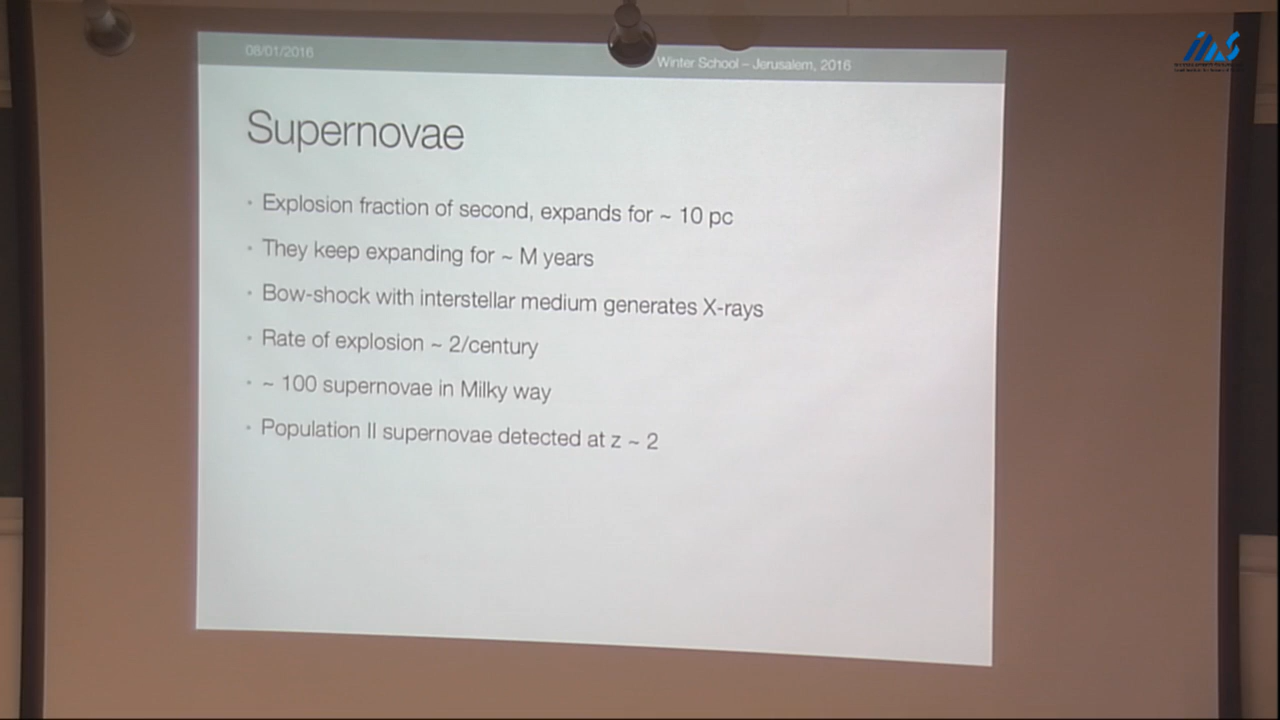 08/01/2016
Winter School – Jerusalem, 2016
Supernovae
• Explosion fraction of second, expands for ~ 10 pc
• They keep expanding for ~ M years
• Bow-shock with interstellar medium generates X-rays
• Rate of explosion ~ 2/century
• ~ 100 supernovae in Milky way
• Population II supernovae detected at z ~ 2